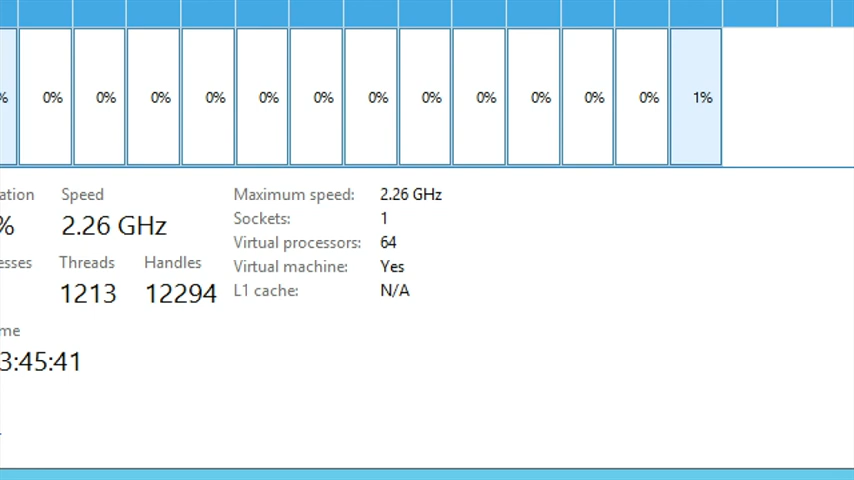 % 0% 0% 0% 0% 0% 0% 0% 0% 0% 0% 0% 0% 1%
ation Speed Maximum speed: 2.26 GHz
Sockets: 1
% 2.26 GHz
Virtual processors: 64
esses Threads Handles Virtual machine: Yes
1213 12294 L1 cache: N/A
me
3:45:41